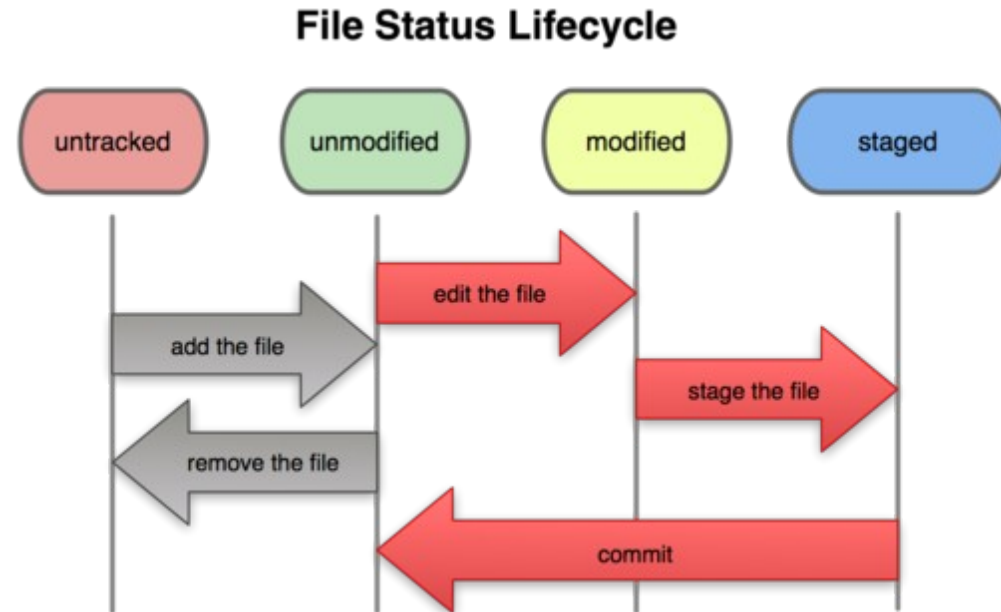 File Status Lifecycle
untracked
unmodified
modified
staged
edit the file
add the file
stage the file
remove the file
commit